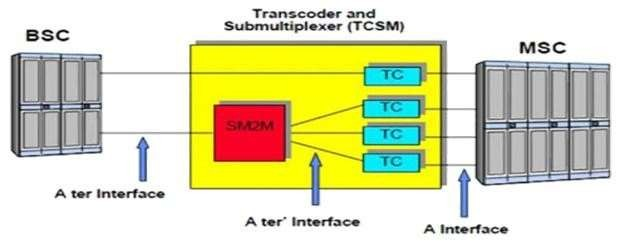 Transcoder and
Submultiplexer (TCSM)
BSC
MSC
TC
TC
SM2M
TC
TC
A ter Interface
A ter´ Interface
A Interface